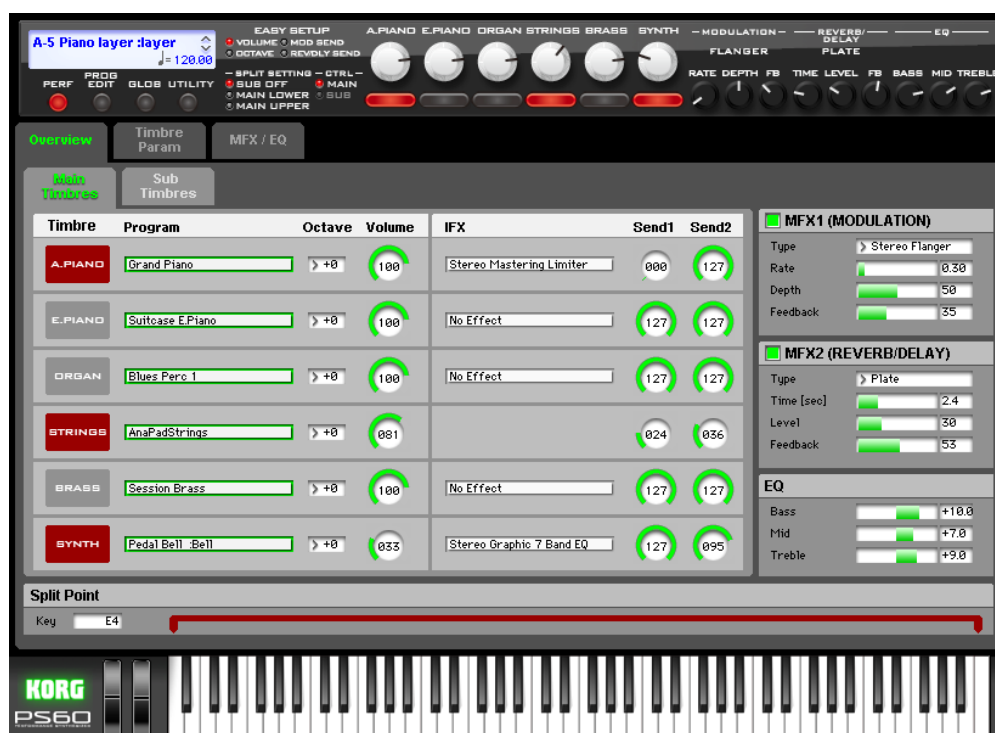 A-5 Piano layer :layer
♩= 120.00
PERF PROG EDIT GLOB UTILITY
EASY SETUP
VOLUME MOD SEND
OCTAVE REVDLY SEND
SPLIT SETTING CTRL
SUB OFF MAIN
MAIN LOWER SUB
MAIN UPPER
A.PIANO E.PIANO ORGAN STRINGS BRASS SYNTH
MODULATION REVERB/DELAY EQ
FLANGER PLATE
RATE DEPTH FB TIME LEVEL FB BASS MID TREBLE
Overview Timbre Param MFX / EQ
Main Timbres Sub Timbres
Timbre Program Octave Volume IFX Send1 Send2
A.PIANO Grand Piano +0 100 Stereo Mastering Limiter 000 127
E.PIANO Suitcase E.Piano +0 100 No Effect 127 127
ORGAN Blues Perc 1 +0 100 No Effect 127 127
STRINGS AnaPadStrings +0 081 024 036
BRASS Session Brass +0 100 No Effect 127 127
SYNTH Pedal Bell :Bell +0 033 Stereo Graphic 7 Band EQ 127 095
MFX1 (MODULATION)
Type Stereo Flanger
Rate 0.30
Depth 50
Feedback 35
MFX2 (REVERB/DELAY)
Type Plate
Time [sec] 2.4
Level 30
Feedback 53
EQ
Bass +10.0
Mid +7.0
Treble +9.0
Split Point
Key E4
KORG
PS60